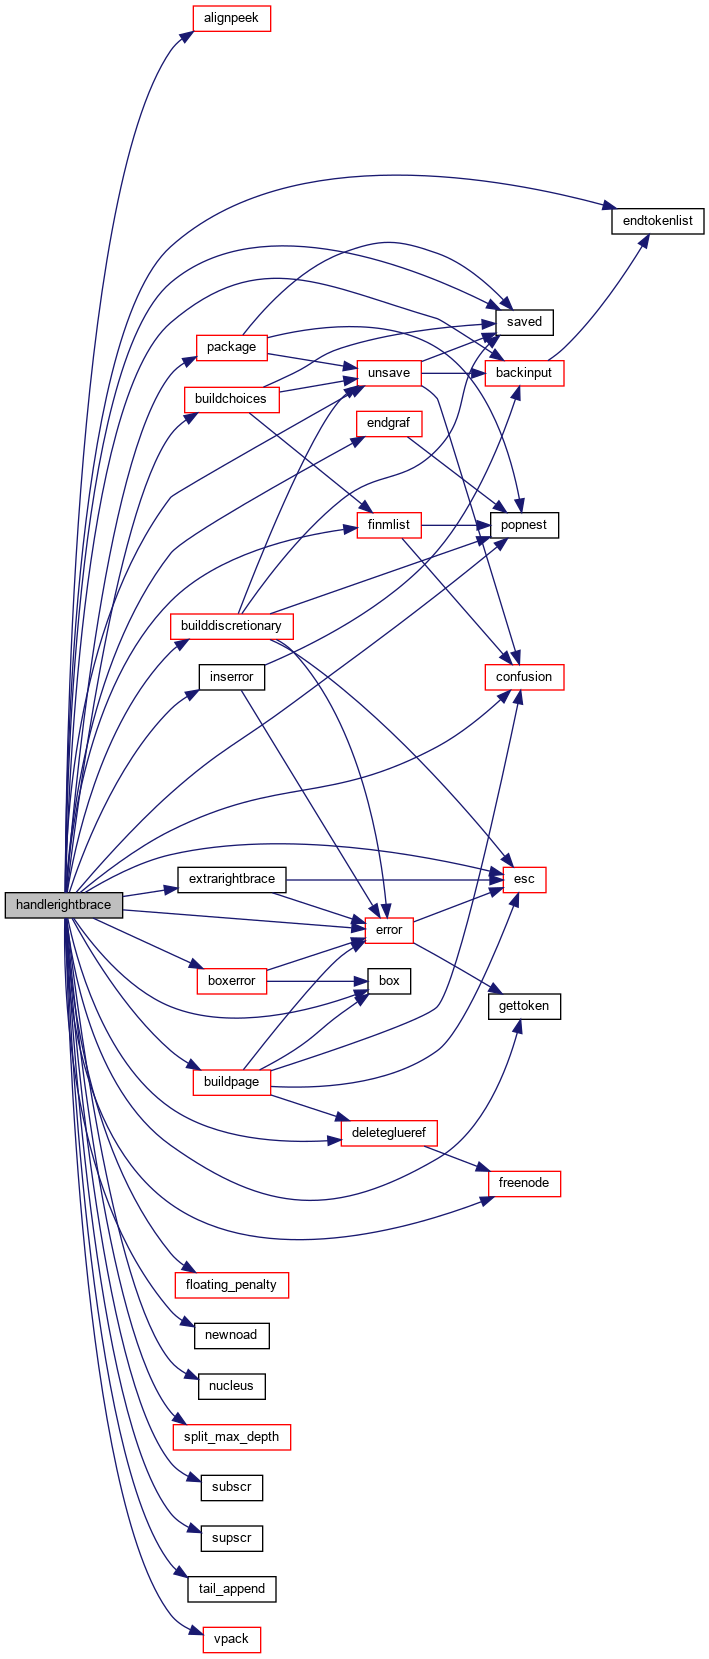 alignpeek
endtokenlist
saved
package
backinput
unsave
buildchoices
endgraf
finmlist
popnest
builddiscretionary
inserror
confusion
extrarightbrace
esc
handlerightbrace
error
boxerror
box
gettoken
buildpage
deleteglueref
freenode
floating_penalty
newnoad
nucleus
split_max_depth
subscr
supscr
tail_append
vpack